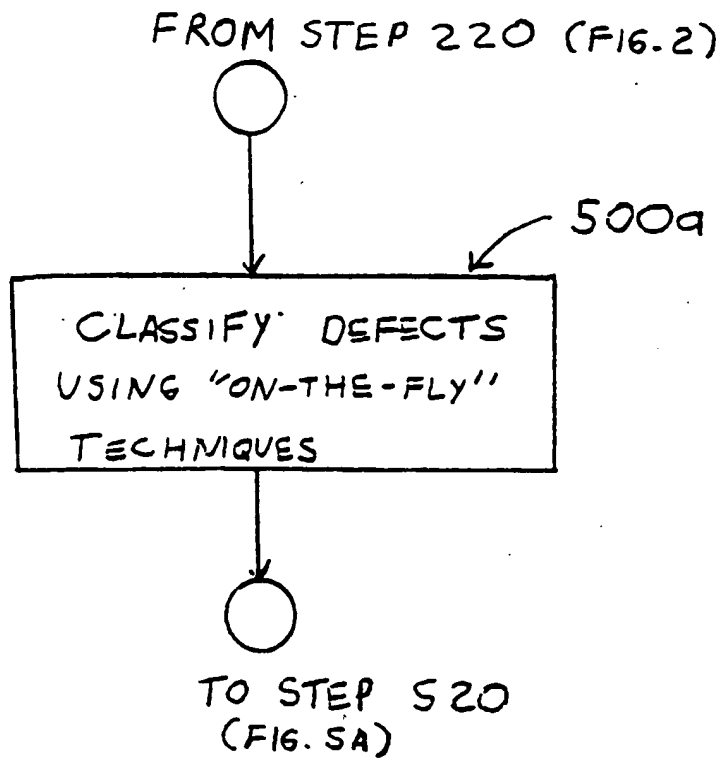 FROM STEP 220 (FIG. 2)
500a
CLASSIFY DEFECTS
USING "ON-THE-FLY"
TECHNIQUES
TO STEP 520
(FIG. 5A)